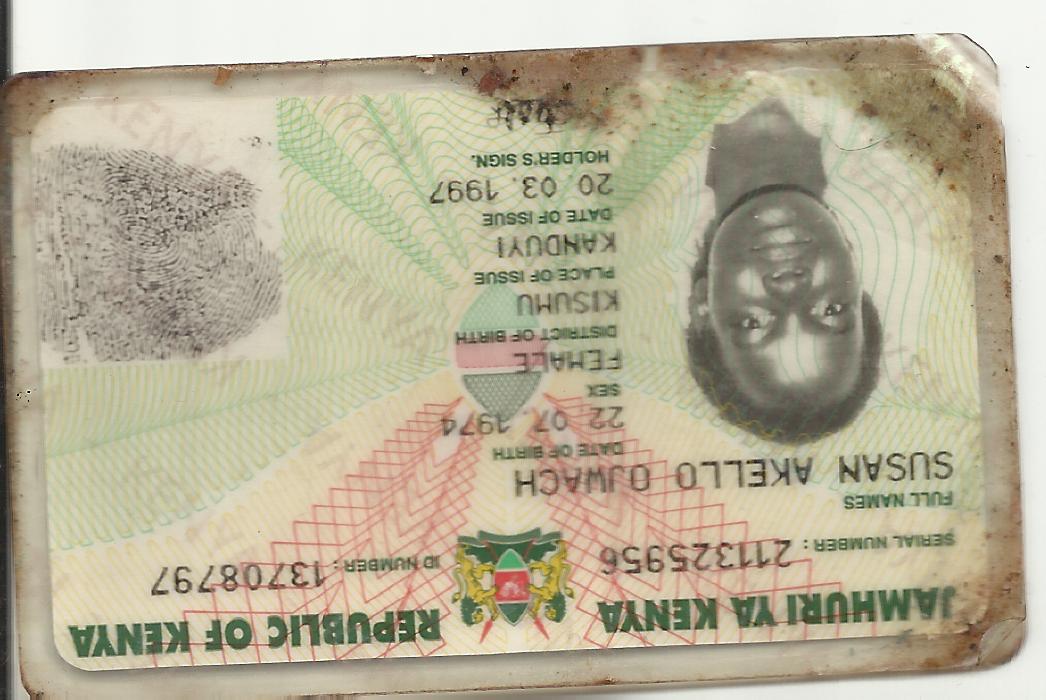 JAMHURI YA KENYA REPUBLIC OF KENYA
SERIAL NUMBER: 211325956 ID NUMBER: 13708797
FULL NAMES
SUSAN AKELLO OJWACH
DATE OF BIRTH
22. 07. 1974
SEX
FEMALE
DISTRICT OF BIRTH
KISUMU
PLACE OF ISSUE
KANDUYI
DATE OF ISSUE
20. 03. 1997
HOLDER'S SIGN.